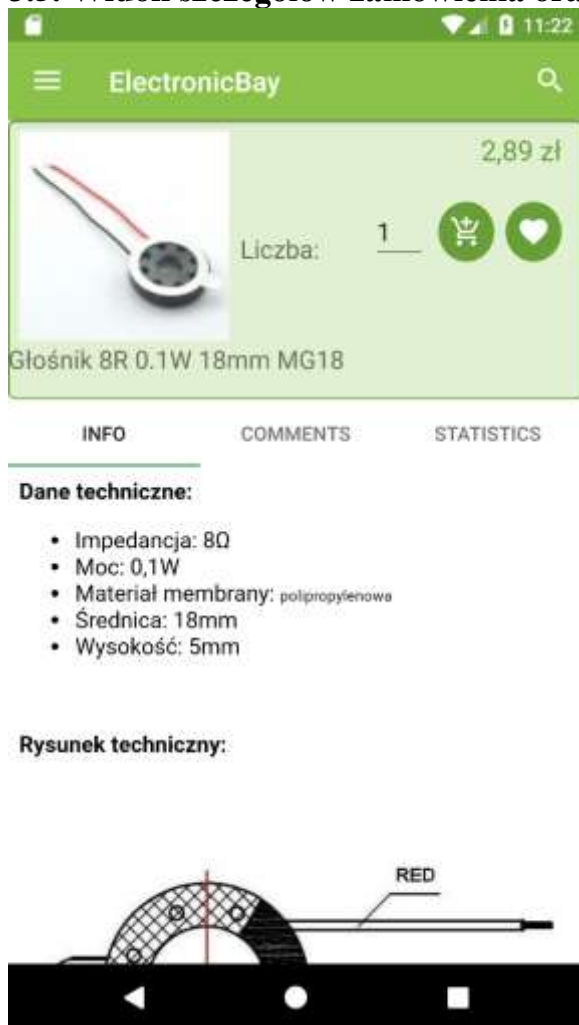 11:22
ElectronicBay
2,89 zł
Liczba: 1
Głośnik 8R 0.1W 18mm MG18
INFO COMMENTS STATISTICS
Dane techniczne:
• Impedancja: 8Ω
• Moc: 0,1W
• Materiał membrany: polipropylenowa
• Średnica: 18mm
• Wysokość: 5mm
Rysunek techniczny:
RED